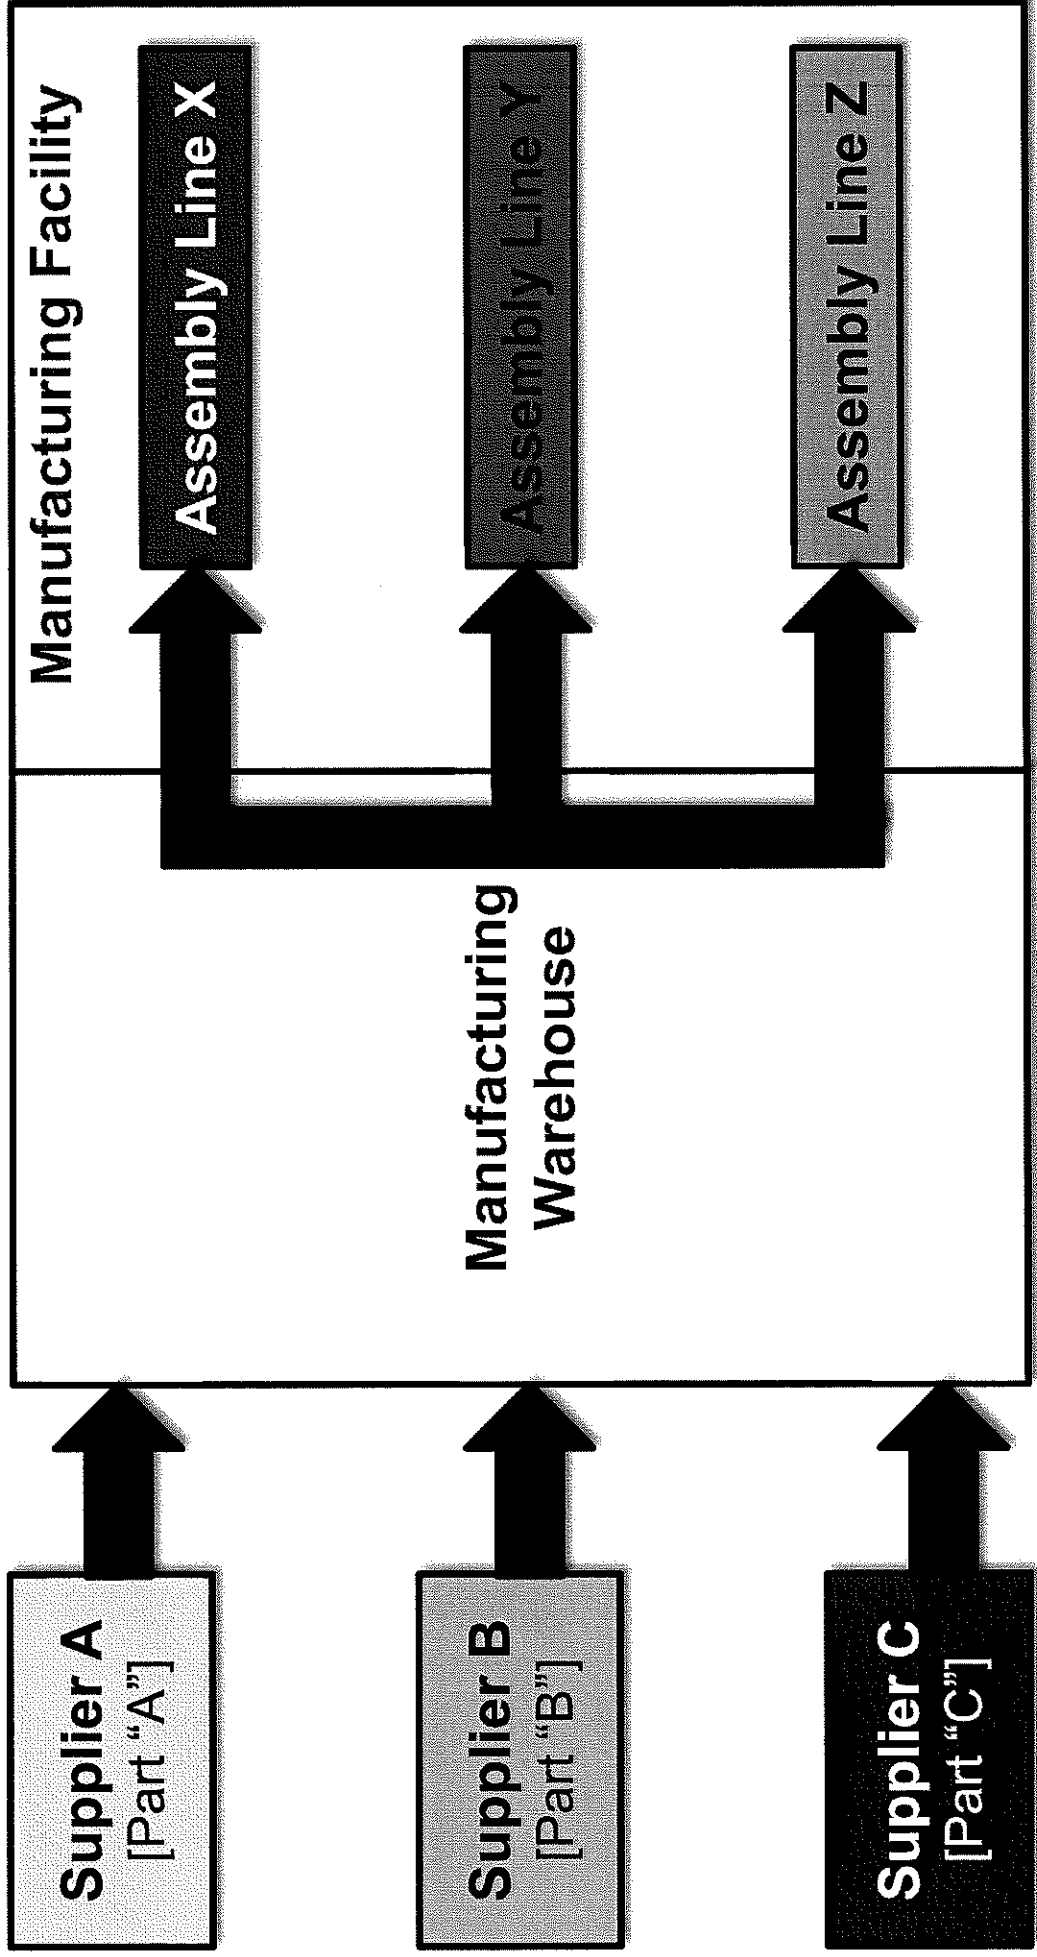 Supplier A
[Part “A”]
Supplier B
[Part “B”]
Supplier C
[Part “C”]
Manufacturing
Warehouse
Manufacturing Facility
Assembly Line X
Assembly Line Y
Assembly Line Z